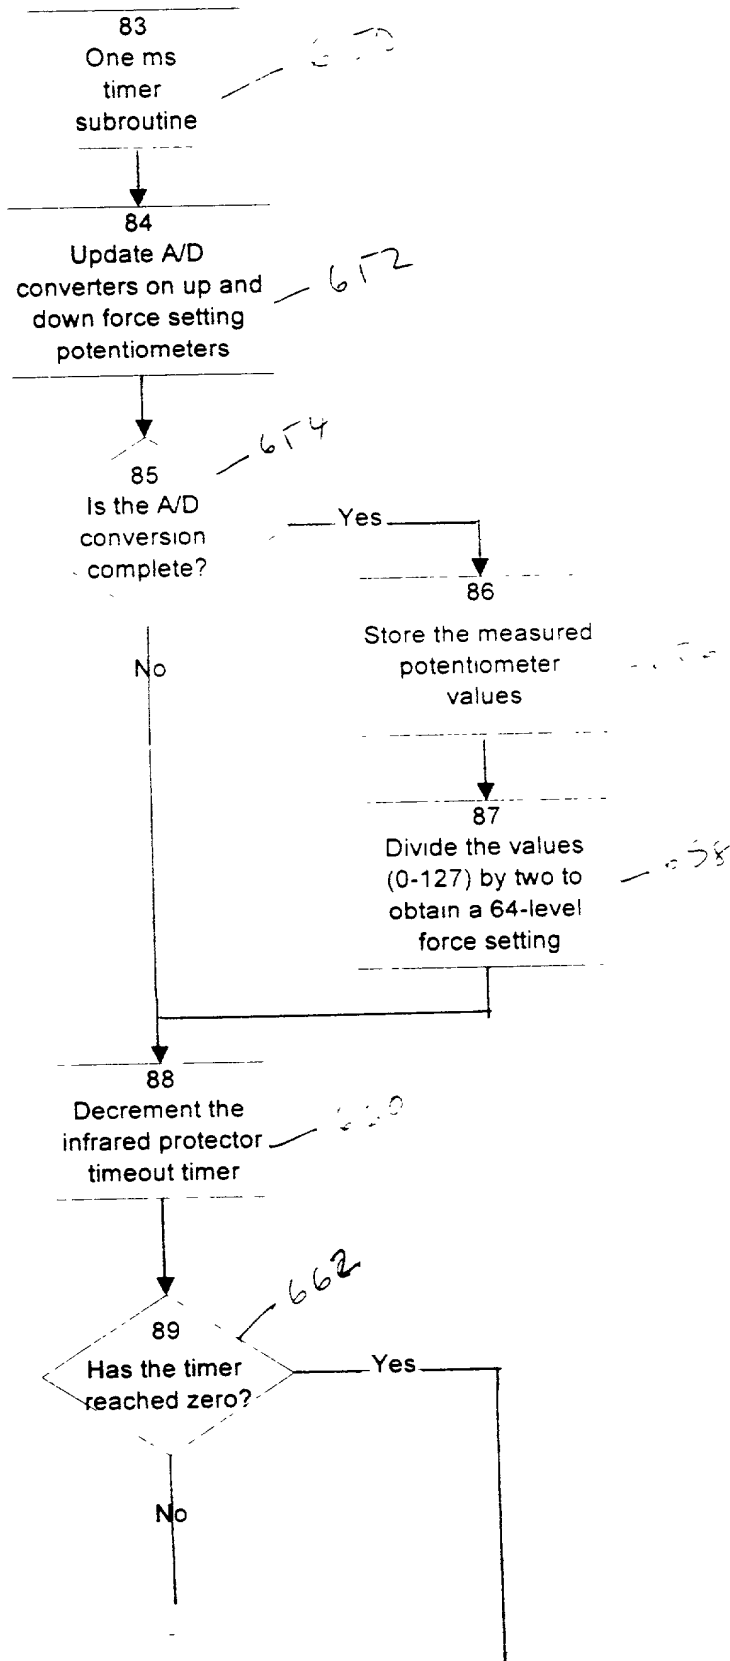 83
One ms
timer
subroutine
650
84
Update A/D
converters on up and
down force setting
potentiometers
652
85
Is the A/D
conversion
complete?
654
Yes
No
86
Store the measured
potentiometer
values
87
Divide the values
(0-127) by two to
obtain a 64-level
force setting
88
Decrement the
infrared protector
timeout timer
89
Has the timer
reached zero?
662
Yes
No